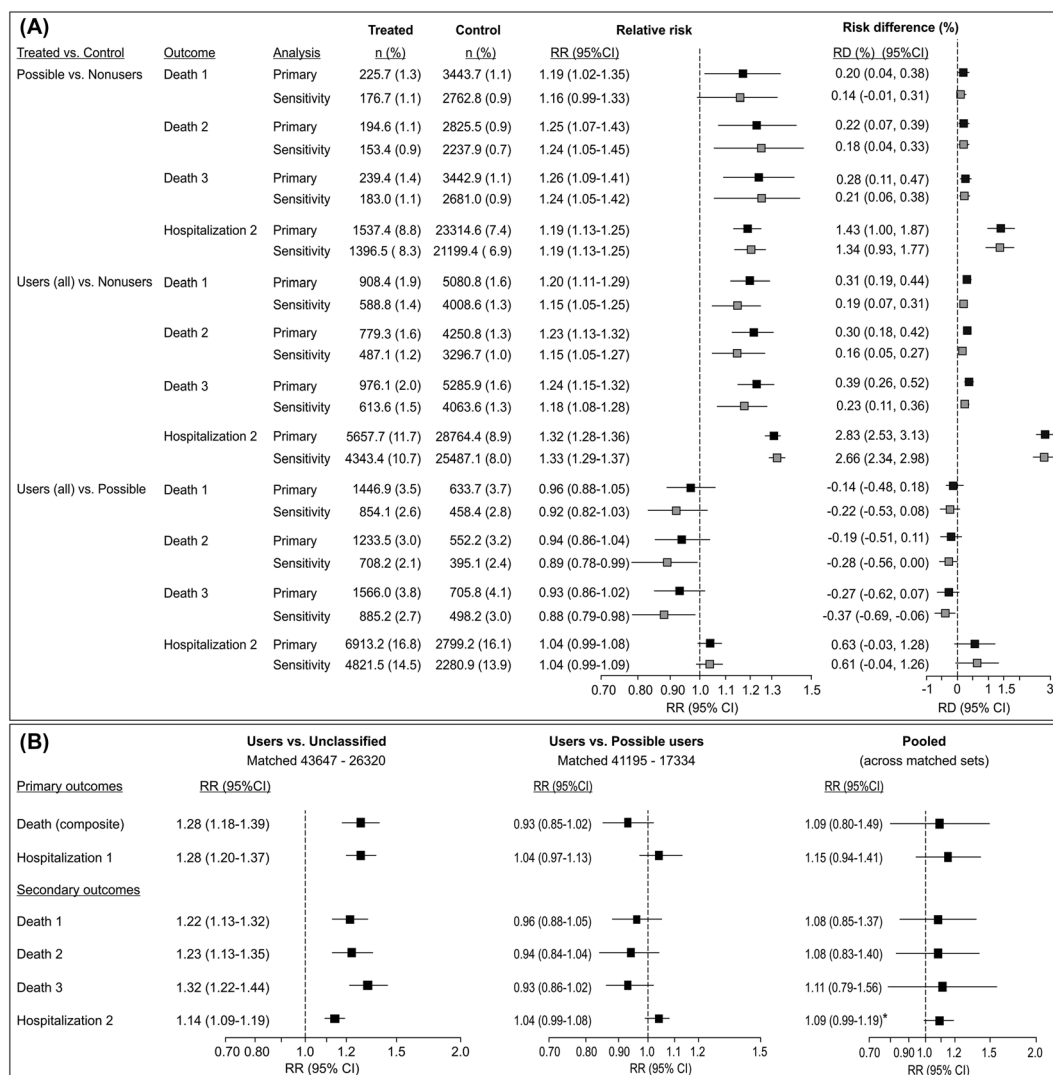 (A)
Treated Control Relative risk Risk difference (%)
Treated vs. Control Outcome Analysis n (%) n (%) RR (95%CI) RD (%) (95%CI)
Possible vs. Nonusers Death 1 Primary 225.7 (1.3) 3443.7 (1.1) 1.19 (1.02-1.35) 0.20 (0.04, 0.38)
Sensitivity 176.7 (1.1) 2762.8 (0.9) 1.16 (0.99-1.33) 0.14 (-0.01, 0.31)
Death 2 Primary 194.6 (1.1) 2825.5 (0.9) 1.25 (1.07-1.43) 0.22 (0.07, 0.39)
Sensitivity 153.4 (0.9) 2237.9 (0.7) 1.24 (1.05-1.45) 0.18 (0.04, 0.33)
Death 3 Primary 239.4 (1.4) 3442.9 (1.1) 1.26 (1.09-1.41) 0.28 (0.11, 0.47)
Sensitivity 183.0 (1.1) 2681.0 (0.9) 1.24 (1.05-1.42) 0.21 (0.06, 0.38)
Hospitalization 2 Primary 1537.4 (8.8) 23314.6 (7.4) 1.19 (1.13-1.25) 1.43 (1.00, 1.87)
Sensitivity 1396.5 ( 8.3) 21199.4 ( 6.9) 1.19 (1.13-1.25) 1.34 (0.93, 1.77)
Users (all) vs. Nonusers Death 1 Primary 908.4 (1.9) 5080.8 (1.6) 1.20 (1.11-1.29) 0.31 (0.19, 0.44)
Sensitivity 588.8 (1.4) 4008.6 (1.3) 1.15 (1.05-1.25) 0.19 (0.07, 0.31)
Death 2 Primary 779.3 (1.6) 4250.8 (1.3) 1.23 (1.13-1.32) 0.30 (0.18, 0.42)
Sensitivity 487.1 (1.2) 3296.7 (1.0) 1.15 (1.05-1.27) 0.16 (0.05, 0.27)
Death 3 Primary 976.1 (2.0) 5285.9 (1.6) 1.24 (1.15-1.32) 0.39 (0.26, 0.52)
Sensitivity 613.6 (1.5) 4063.6 (1.3) 1.18 (1.08-1.28) 0.23 (0.11, 0.36)
Hospitalization 2 Primary 5657.7 (11.7) 28764.4 (8.9) 1.32 (1.28-1.36) 2.83 (2.53, 3.13)
Sensitivity 4343.4 (10.7) 25487.1 (8.0) 1.33 (1.29-1.37) 2.66 (2.34, 2.98)
Users (all) vs. Possible Death 1 Primary 1446.9 (3.5) 633.7 (3.7) 0.96 (0.88-1.05) -0.14 (-0.48, 0.18)
Sensitivity 854.1 (2.6) 458.4 (2.8) 0.92 (0.82-1.03) -0.22 (-0.53, 0.08)
Death 2 Primary 1233.5 (3.0) 552.2 (3.2) 0.94 (0.86-1.04) -0.19 (-0.51, 0.11)
Sensitivity 708.2 (2.1) 395.1 (2.4) 0.89 (0.78-0.99) -0.28 (-0.56, 0.00)
Death 3 Primary 1566.0 (3.8) 705.8 (4.1) 0.93 (0.86-1.02) -0.27 (-0.62, 0.07)
Sensitivity 885.2 (2.7) 498.2 (3.0) 0.88 (0.79-0.98) -0.37 (-0.69, -0.06)
Hospitalization 2 Primary 6913.2 (16.8) 2799.2 (16.1) 1.04 (0.99-1.08) 0.63 (-0.03, 1.28)
Sensitivity 4821.5 (14.5) 2280.9 (13.9) 1.04 (0.99-1.09) 0.61 (-0.04, 1.26)
0.70 0.90 1.0 1.2 1.3 1.5 -1 0 1.5 3
RR (95% CI) RD (95% CI)
(B)
Users vs. Unclassified Users vs. Possible users Pooled
Matched 43647 - 26320 Matched 41195 - 17334 (across matched sets)
Primary outcomes RR (95%CI) RR (95%CI) RR (95%CI)
Death (composite) 1.28 (1.18-1.39) 0.93 (0.85-1.02) 1.09 (0.80-1.49)
Hospitalization 1 1.28 (1.20-1.37) 1.04 (0.97-1.13) 1.15 (0.94-1.41)
Secondary outcomes
Death 1 1.22 (1.13-1.32) 0.96 (0.88-1.05) 1.08 (0.85-1.37)
Death 2 1.23 (1.13-1.35) 0.94 (0.84-1.04) 1.08 (0.83-1.40)
Death 3 1.32 (1.22-1.44) 0.93 (0.86-1.02) 1.11 (0.79-1.56)
Hospitalization 2 1.14 (1.09-1.19) 1.04 (0.99-1.08) 1.09 (0.99-1.19)*
0.70 0.80 1.0 1.2 1.5 2.0 0.70 0.80 0.90 1.0 1.2 1.5 0.70 0.90 1.0 1.2 1.5 2.0
RR (95% CI) RR (95% CI) RR (95% CI)